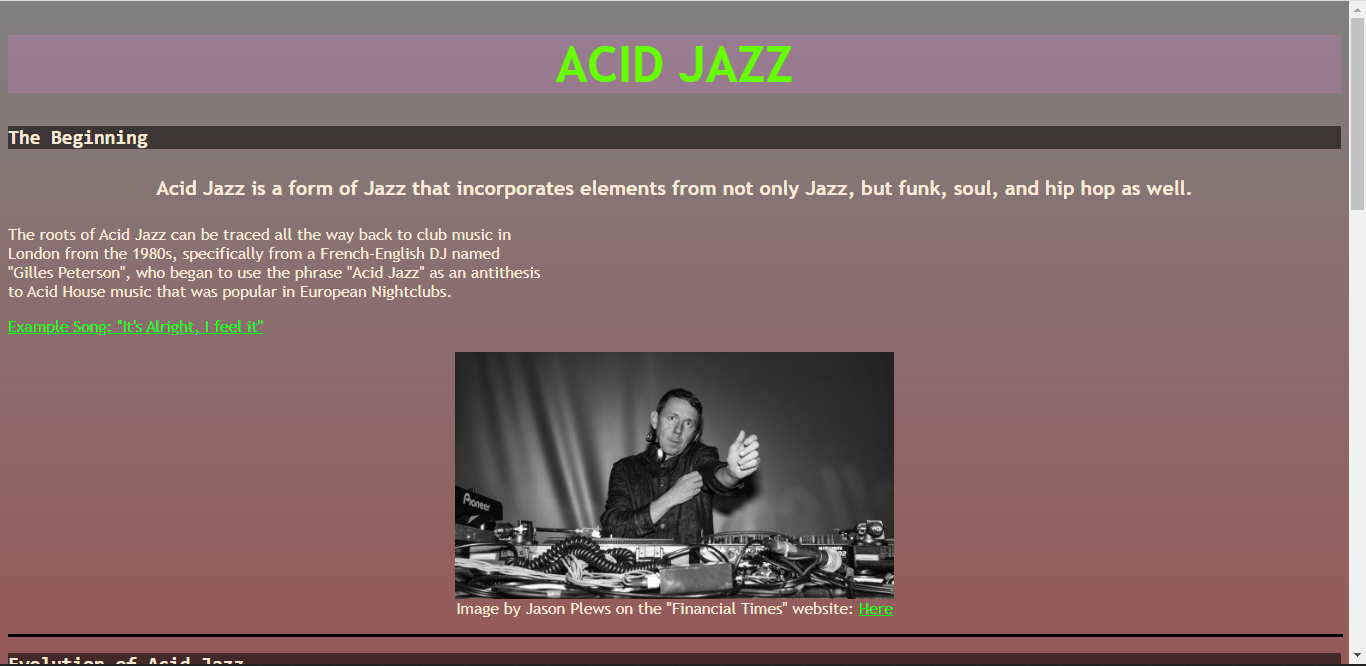 ACID JAZZ
The Beginning
Acid Jazz is a form of Jazz that incorporates elements from not only Jazz, but funk, soul, and hip hop as well.
The roots of Acid Jazz can be traced all the way back to club music in
London from the 1980s, specifically from a French-English DJ named
"Gilles Peterson", who began to use the phrase "Acid Jazz" as an antithesis
to Acid House music that was popular in European Nightclubs.
Example Song: "It's Alright, I feel it"
Pioneer
Image by Jason Plews on the "Financial Times" website: Here
Evolution of Acid Jazz